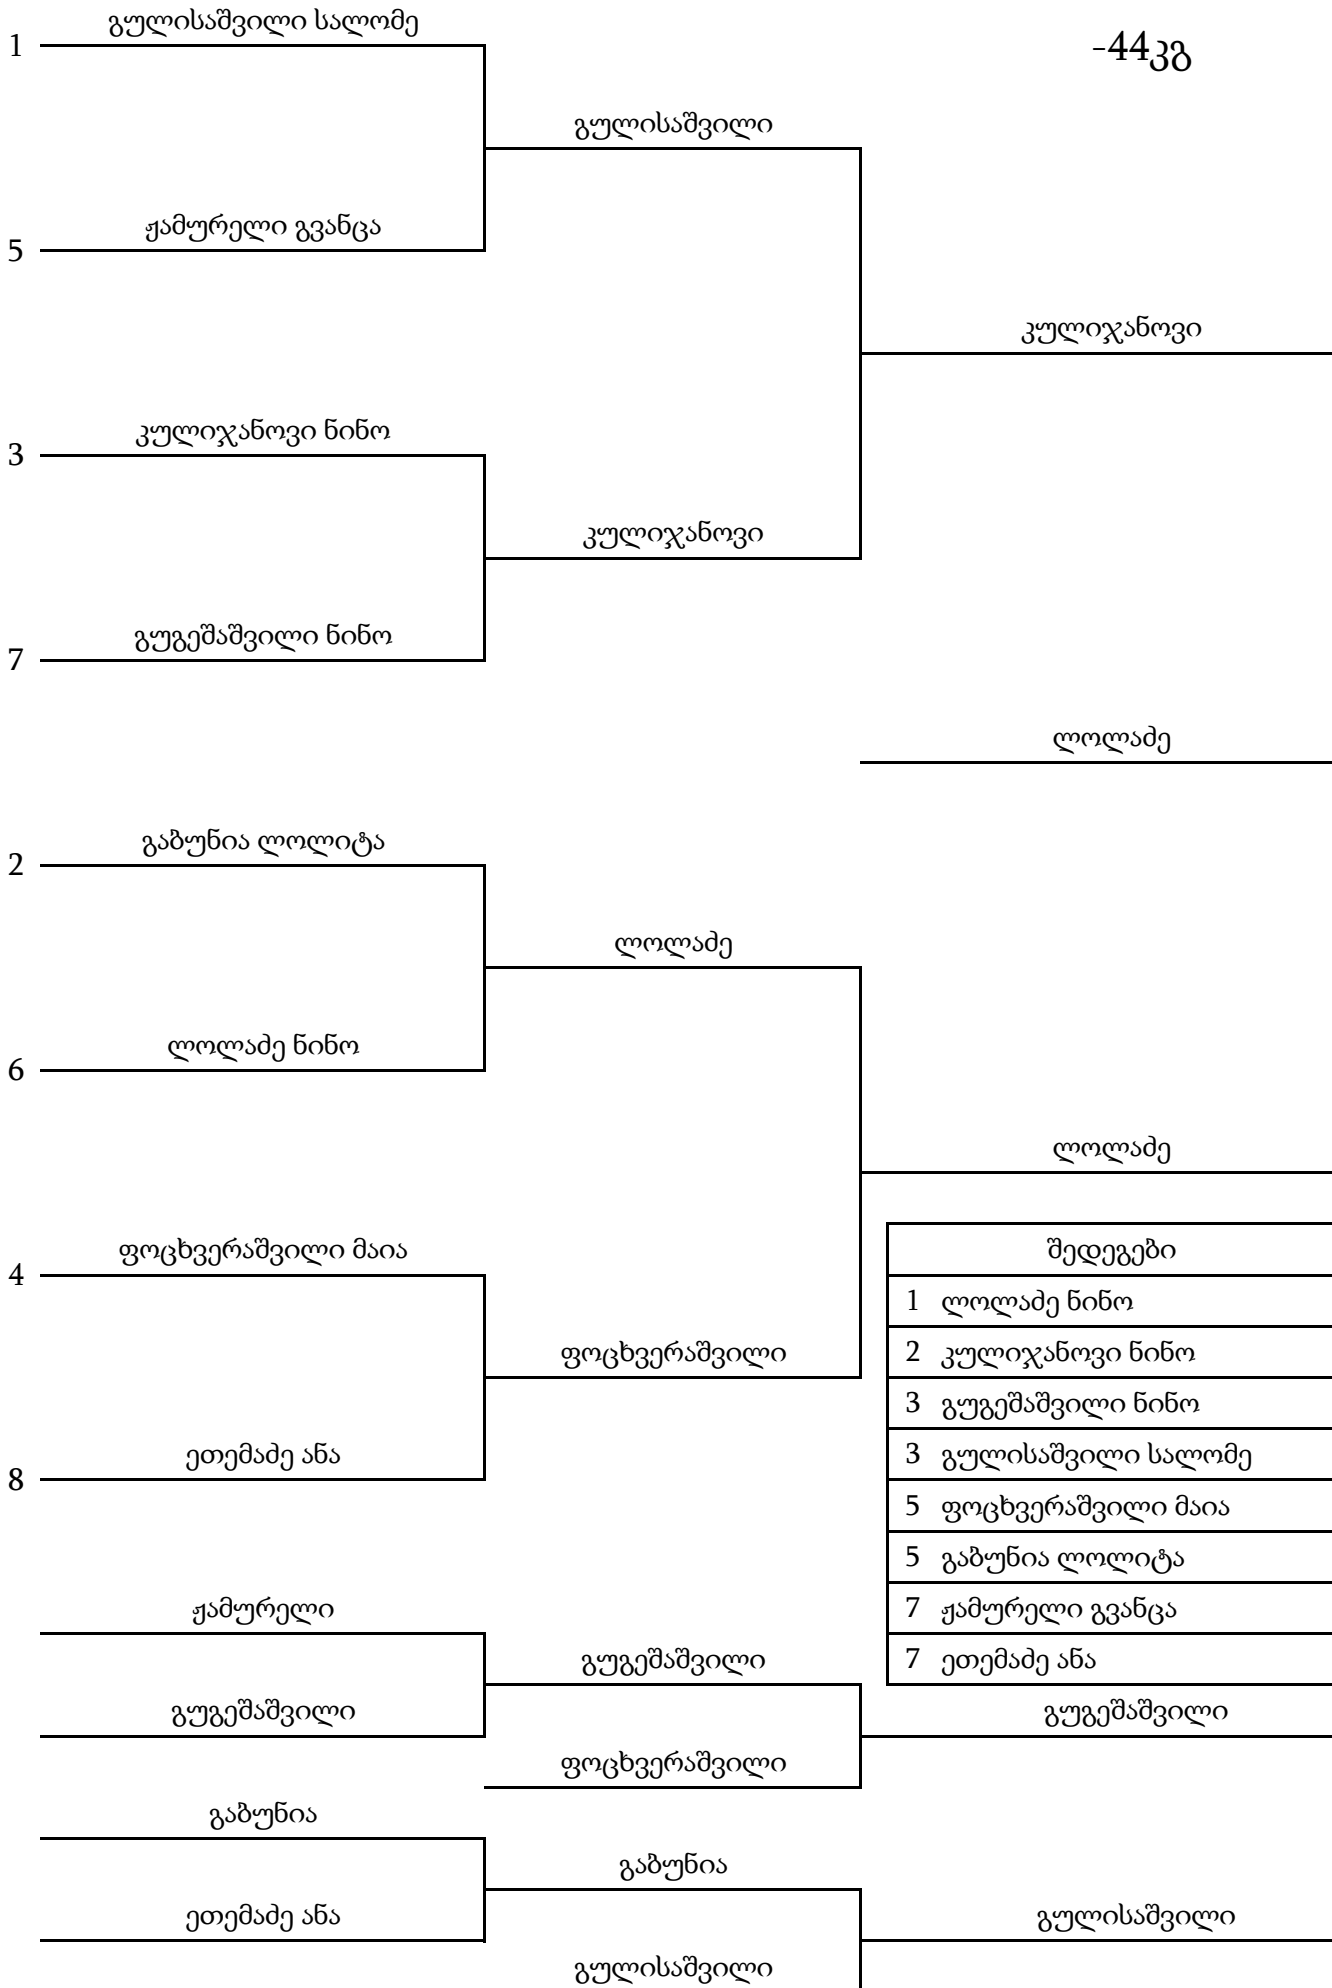 გულისაშვილი სალომე
1
-44კგ
გულისაშვილი
ჟამურელი გვანცა
5
კულიჯანოვი
კულიჯანოვი ნინო
3
კულიჯანოვი
გუგეშაშვილი ნინო
7
ლოლაძე
გაბუნია ლოლიტა
2
ლოლაძე
ლოლაძე ნინო
6
ლოლაძე
ფოცხვერაშვილი მაია
4
ფოცხვერაშვილი
ეთემაძე ანა
8
შედეგები
1 ლოლაძე ნინო
2 კულიჯანოვი ნინო
3 გუგეშაშვილი ნინო
3 გულისაშვილი სალომე
5 ფოცხვერაშვილი მაია
5 გაბუნია ლოლიტა
7 ჟამურელი გვანცა
7 ეთემაძე ანა
ჟამურელი
გუგეშაშვილი
გუგეშაშვილი
გუგეშაშვილი
ფოცხვერაშვილი
გაბუნია
გაბუნია
ეთემაძე ანა
გულისაშვილი
გულისაშვილი